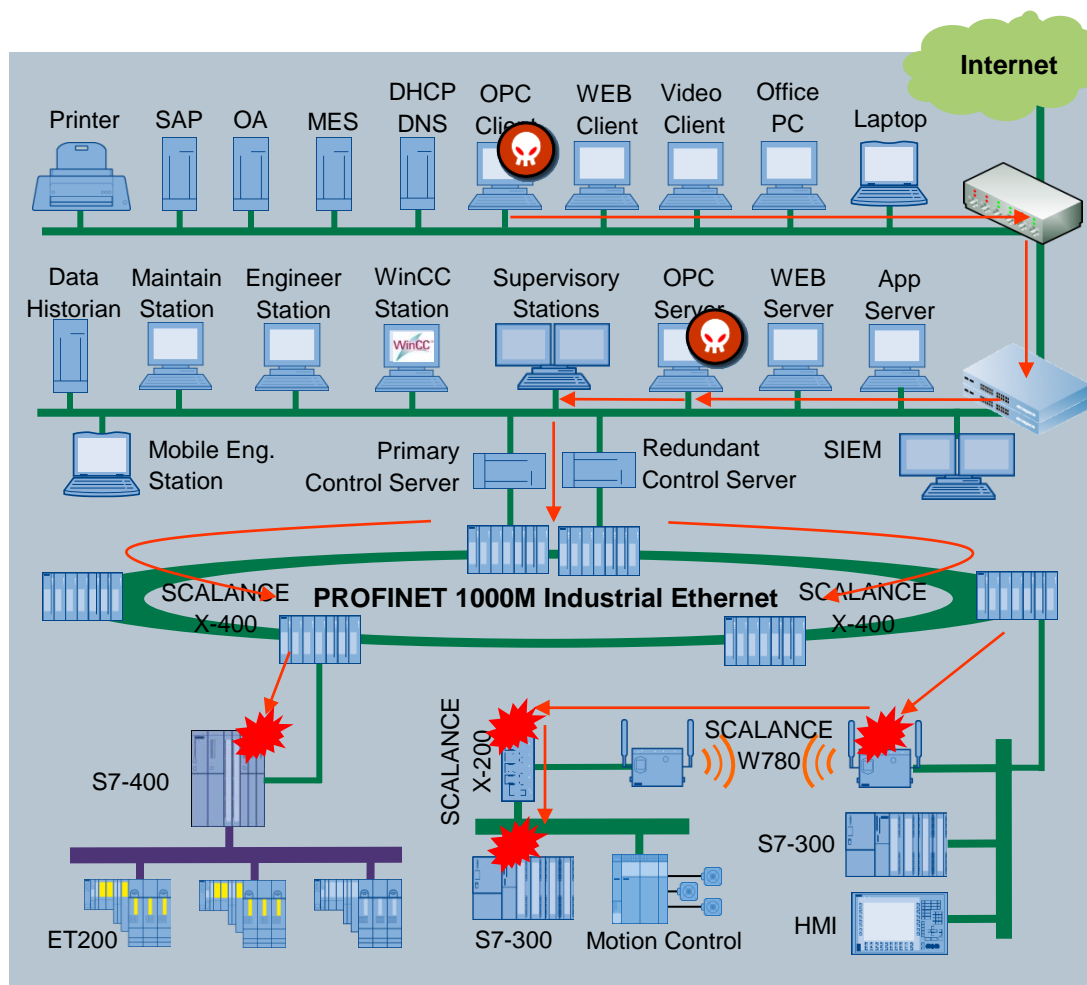 Internet
Printer
SAP
OA
MES
DHCP
DNS
OPC
Client
WEB
Client
Video
Client
Office
PC
Laptop
Data
Historian
Maintain
Station
Engineer
Station
WinCC
Station
WinCC
Supervisory
Stations
OPC
Server
WEB
Server
App
Server
Mobile Eng.
Station
Primary
Control Server
Redundant
Control Server
SIEM
SCALANCE
X-400
PROFINET 1000M Industrial Ethernet
SCALANCE
X-400
S7-400
SCALANCE
X-200
SCALANCE
W780
S7-300
ET200
S7-300
Motion Control
HMI